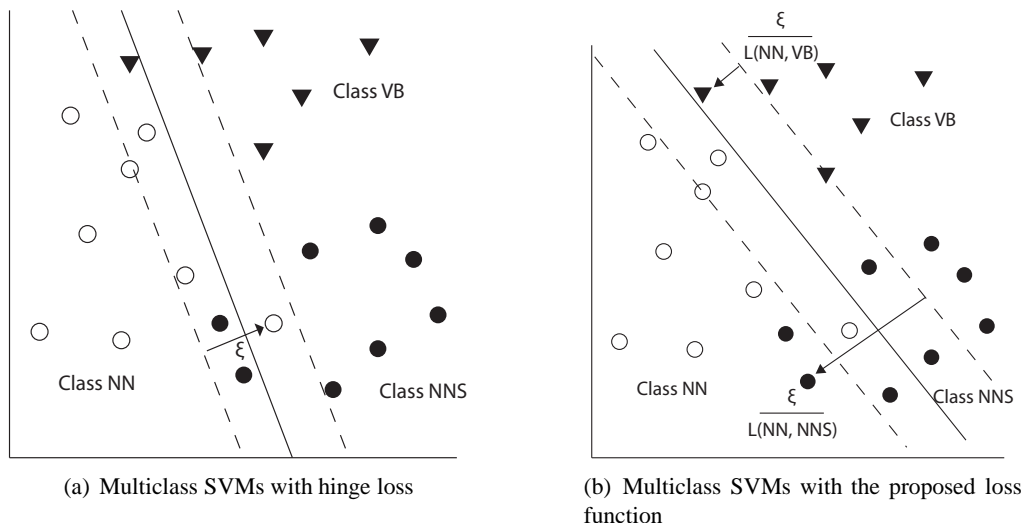 Class VB
Class NN
ξ
Class NNS
(a) Multiclass SVMs with hinge loss
ξ
L(NN, VB)
Class VB
Class NN
Class NNS
ξ
L(NN, NNS)
(b) Multiclass SVMs with the proposed loss
function